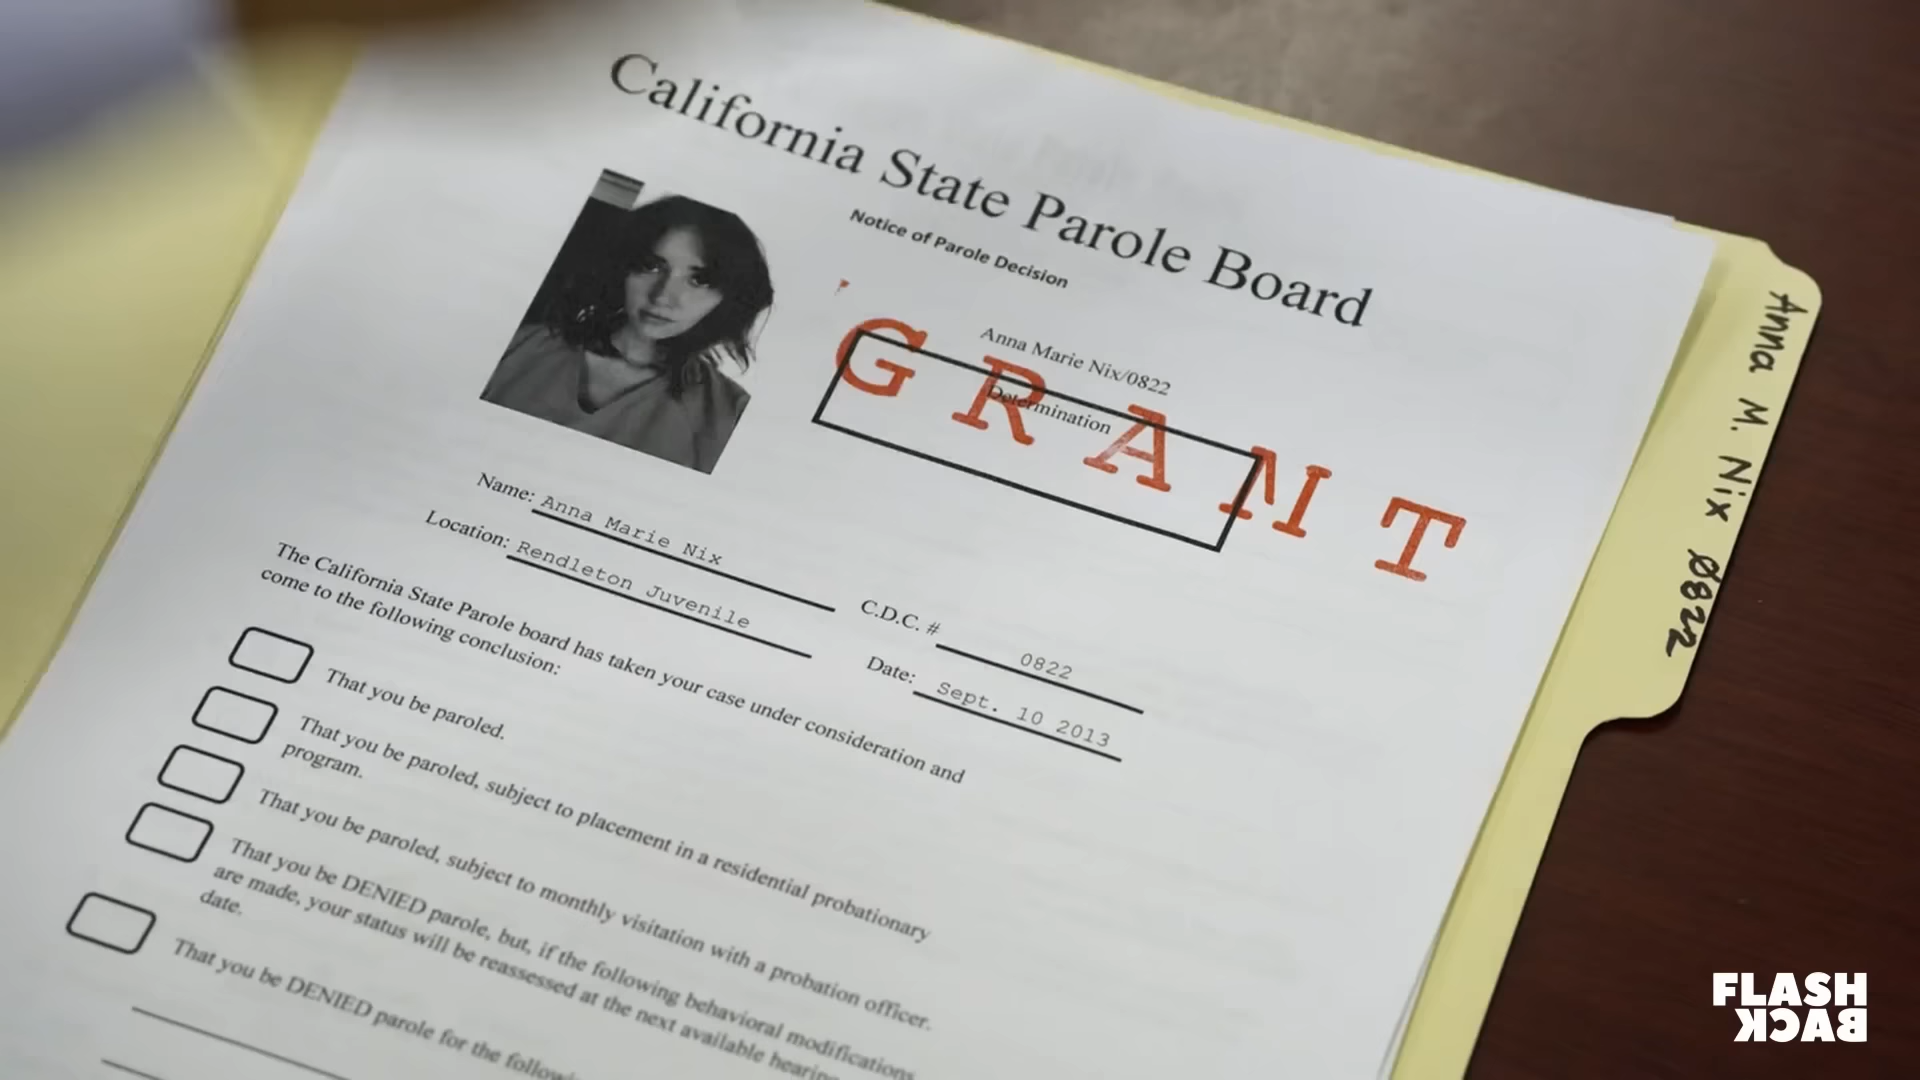 California State Parole Board
Notice of Parole Decision
Anna Marie Nix/0822
Determination
GRANT
Name: Anna Marie Nix
Location: Rendleton Juvenile
C.D.C. # 0822
Date: Sept. 10 2013
The California State Parole board has taken your case under consideration and
come to the following conclusion:
That you be paroled.
That you be paroled, subject to placement in a residential probationary
program.
That you be paroled, subject to monthly visitation with a probation officer.
That you be DENIED parole, but, if the following behavioral modifications
are made, your status will be reassessed at the next available hearing
date.
That you be DENIED parole for the
Anna M. Nix 0822
FLASH
BACK